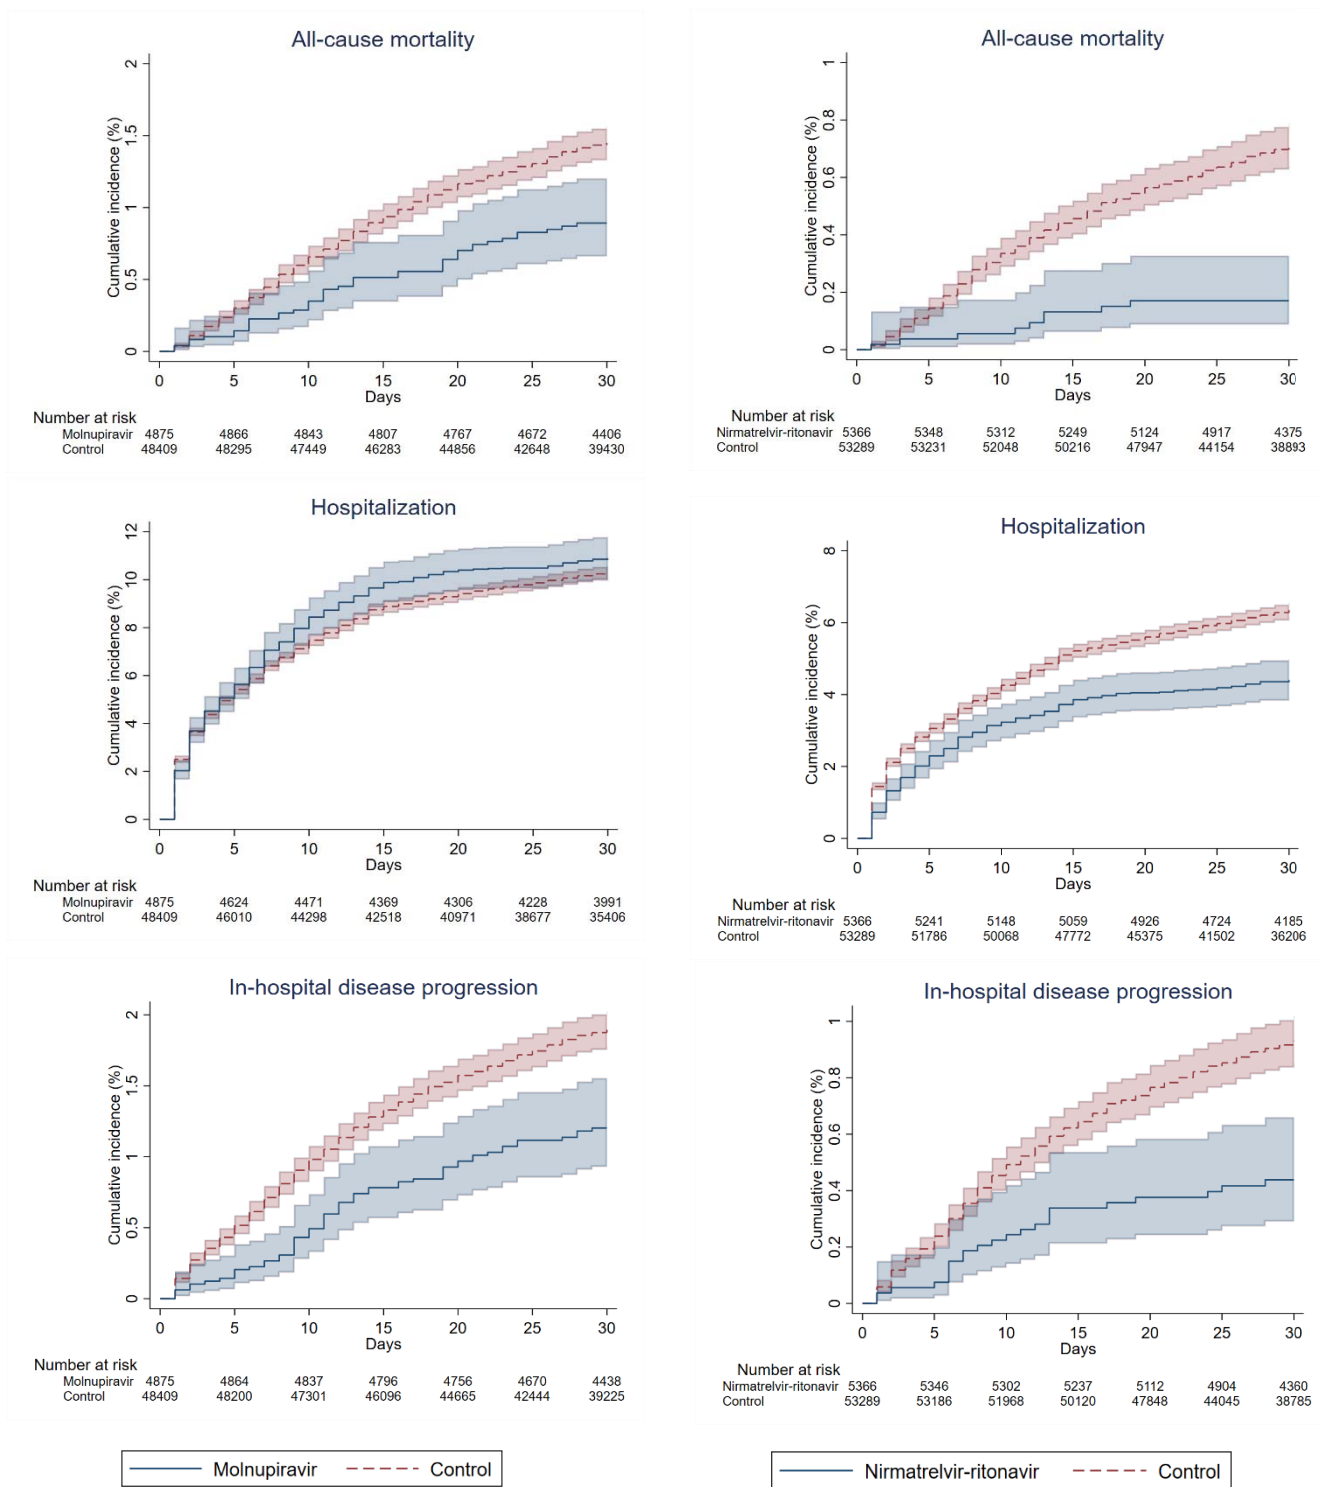 All-cause mortality
Cumulative incidence (%)
2
1.5
1
0.5
0
0 5 10 15 20 25 30
Days
Number at risk
Molnupiravir 4875 4866 4843 4807 4767 4672 4406
Control 48409 48295 47449 46283 44856 42648 39430
All-cause mortality
Cumulative incidence (%)
1
0.8
0.6
0.4
0.2
0
0 5 10 15 20 25 30
Days
Number at risk
Nirmatrelvir-ritonavir 5366 5348 5312 5249 5124 4917 4375
Control 53289 53231 52048 50216 47947 44154 38893
Hospitalization
Cumulative incidence (%)
12
10
8
6
4
2
0
0 5 10 15 20 25 30
Days
Number at risk
Molnupiravir 4875 4624 4471 4369 4306 4228 3991
Control 48409 46010 44298 42518 40971 38677 35406
Hospitalization
Cumulative incidence (%)
8
6
4
2
0
0 5 10 15 20 25 30
Days
Number at risk
Nirmatrelvir-ritonavir 5366 5241 5148 5059 4926 4724 4185
Control 53289 51786 50068 47772 45375 41502 36206
In-hospital disease progression
Cumulative incidence (%)
2
1.5
1
0.5
0
0 5 10 15 20 25 30
Days
Number at risk
Molnupiravir 4875 4864 4837 4796 4756 4670 4438
Control 48409 48200 47301 46096 44665 42444 39225
In-hospital disease progression
Cumulative incidence (%)
1
0.8
0.6
0.4
0.2
0
0 5 10 15 20 25 30
Days
Number at risk
Nirmatrelvir-ritonavir 5366 5346 5302 5237 5112 4904 4360
Control 53289 53186 51968 50120 47848 44045 38785
Molnupiravir Control
Nirmatrelvir-ritonavir Control